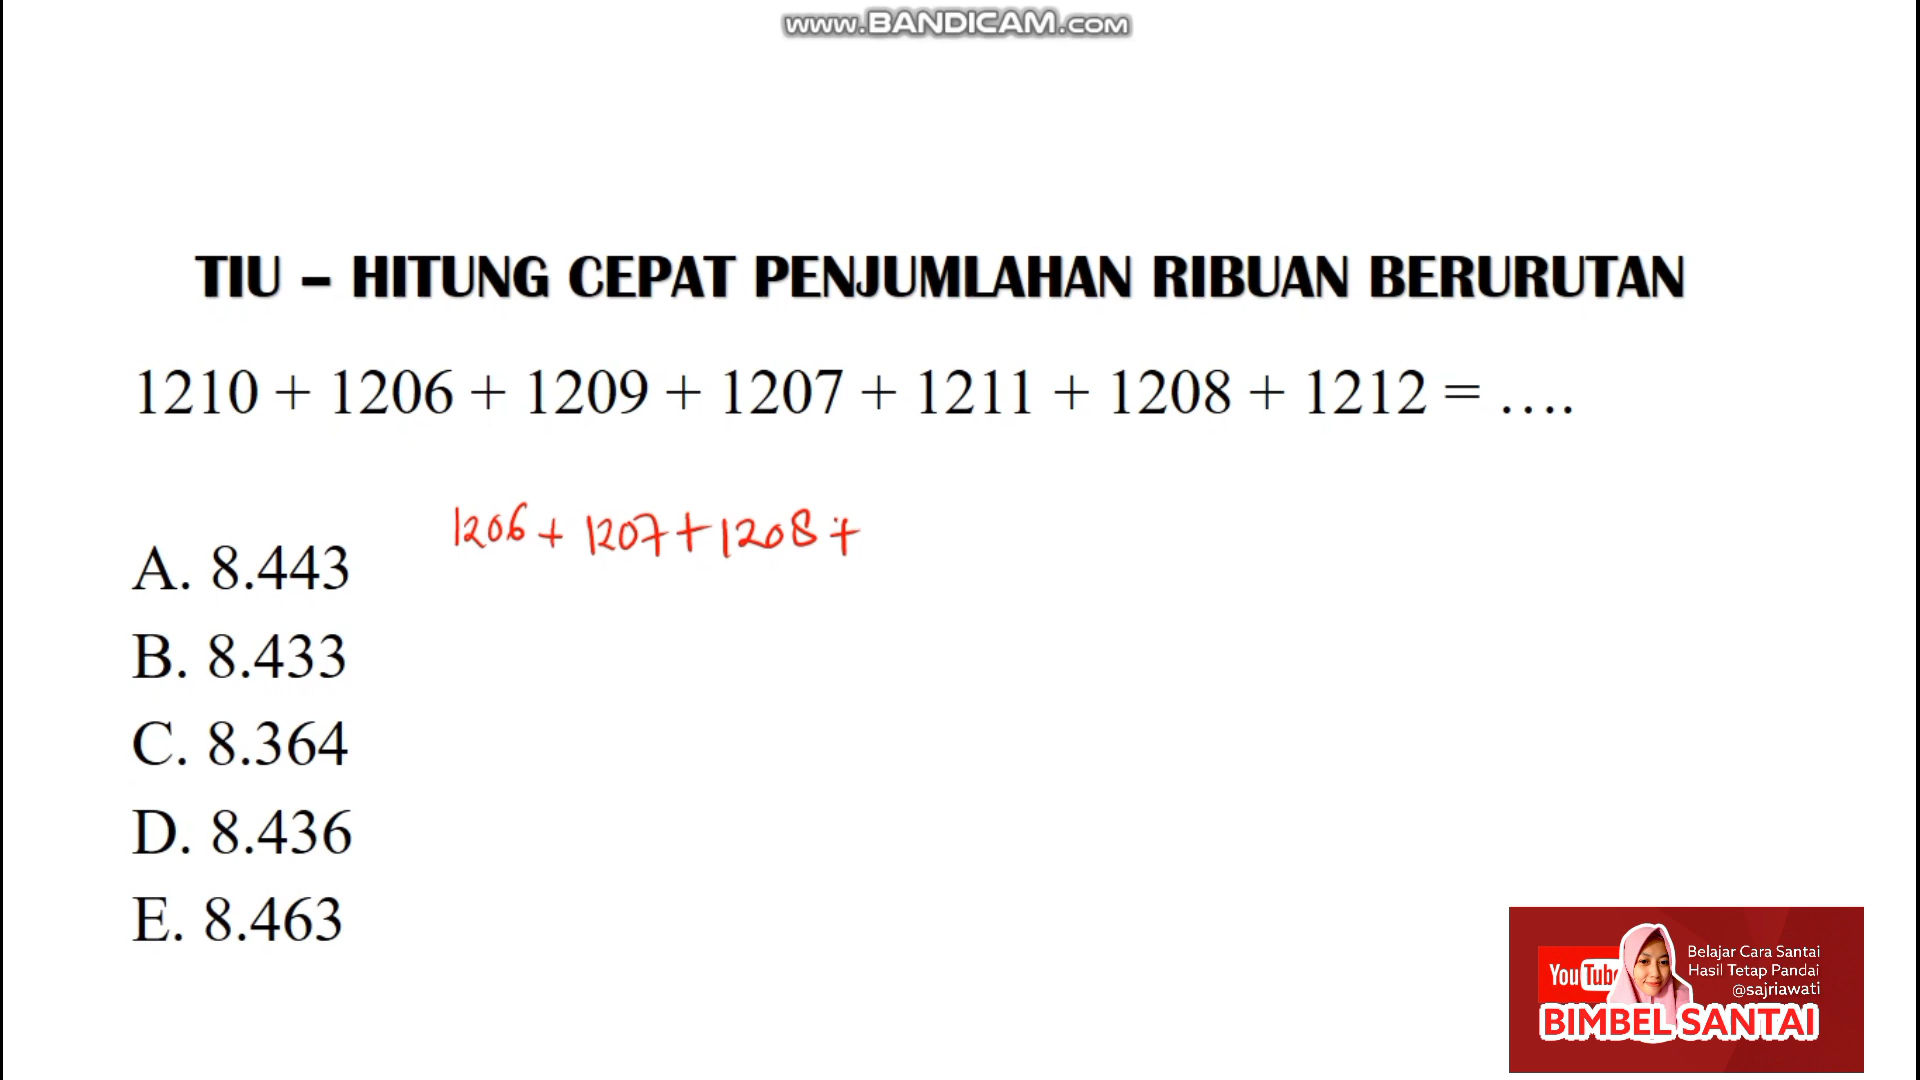 www.BANDICAM.com
TIU – HITUNG CEPAT PENJUMLAHAN RIBUAN BERURUTAN
1210 + 1206 + 1209 + 1207 + 1211 + 1208 + 1212 = ....
1206 + 1207 + 1208 +
A. 8.443
B. 8.433
C. 8.364
D. 8.436
E. 8.463
YouTube
Belajar Cara Santai
Hasil Tetap Pandai
@sajriawati
BIMBEL SANTAI